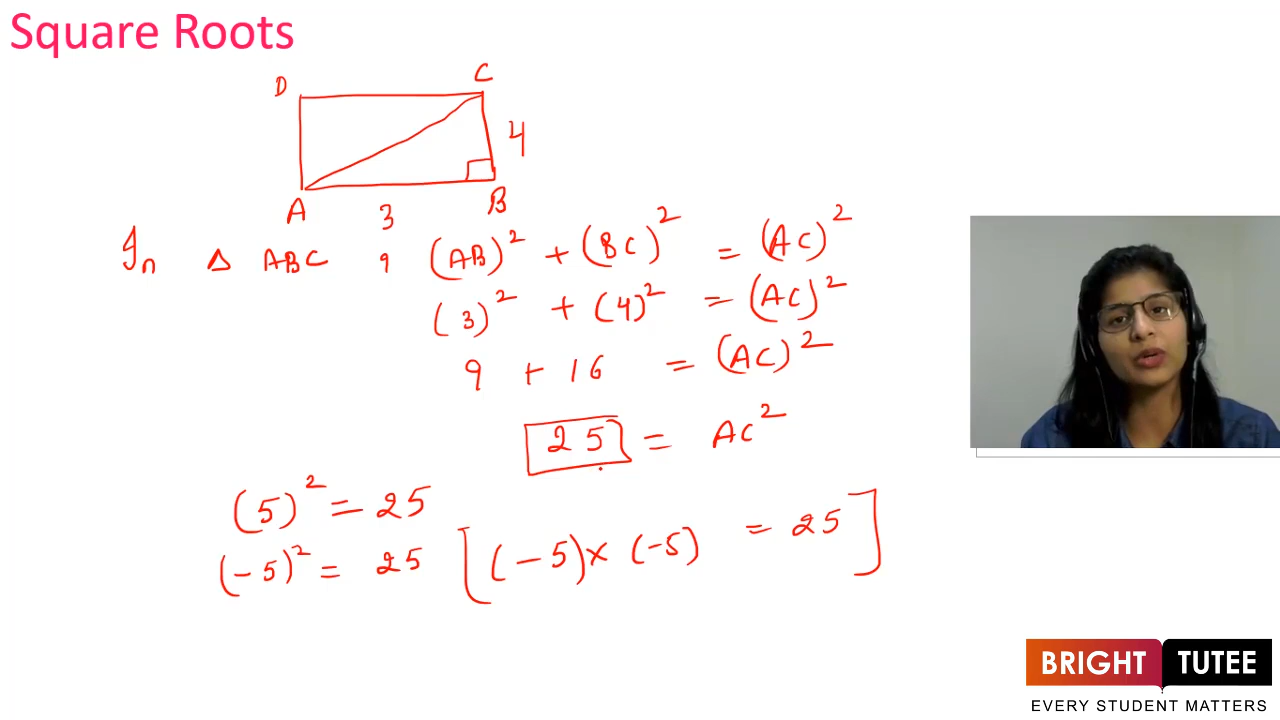 Square Roots
D C
4
A 3 B
In Δ ABC, (AB)² + (BC)² = (AC)²
(3)² + (4)² = (AC)²
9 + 16 = (AC)²
25 = AC²
(5)² = 25
(-5)² = 25 [(-5) × (-5) = 25]
BRIGHT TUTEE
EVERY STUDENT MATTERS